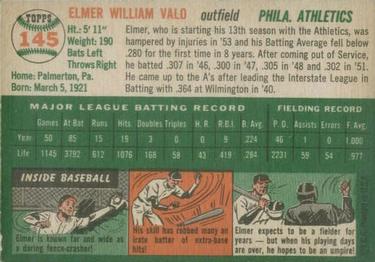 TOPPS
145
ELMER WILLIAM VALO outfield PHILA. ATHLETICS
Ht.: 5' 11"
Weight: 190
Bats Left
Throws Right
Home: Palmerton, Pa.
Born: March 5, 1921
Elmer, who is starting his 13th season with the Athletics, was
hampered by injuries in '53 and his Batting Average fell below
.280 for the first time in 8 years. After coming out of Service,
he batted .307 in '46, .300 in '47, .305 in '48 and .302 in '51.
He came up to the A's after leading the Interstate League in
Batting with .364 at Wilmington in '40.
MAJOR LEAGUE BATTING RECORD FIELDING RECORD
Games At Bat Runs Hits Doubles Triples H.R. R.B.I. B. Avg. P.O. Assists Errors F. Avg.
Year 50 85 15 19 3 0 0 9 .224 46 0 1.000
Life 1145 3792 612 1076 168 58 43 419 .284 2231 59 54 .977
INSIDE BASEBALL
Elmer is known far and wide as
a daring fence-crasher!
His skill has robbed many an
irate batter of extra-base
hits!
Elmer expects to be a fielder for
years — but when his playing days
are over, he hopes to be an umpire!